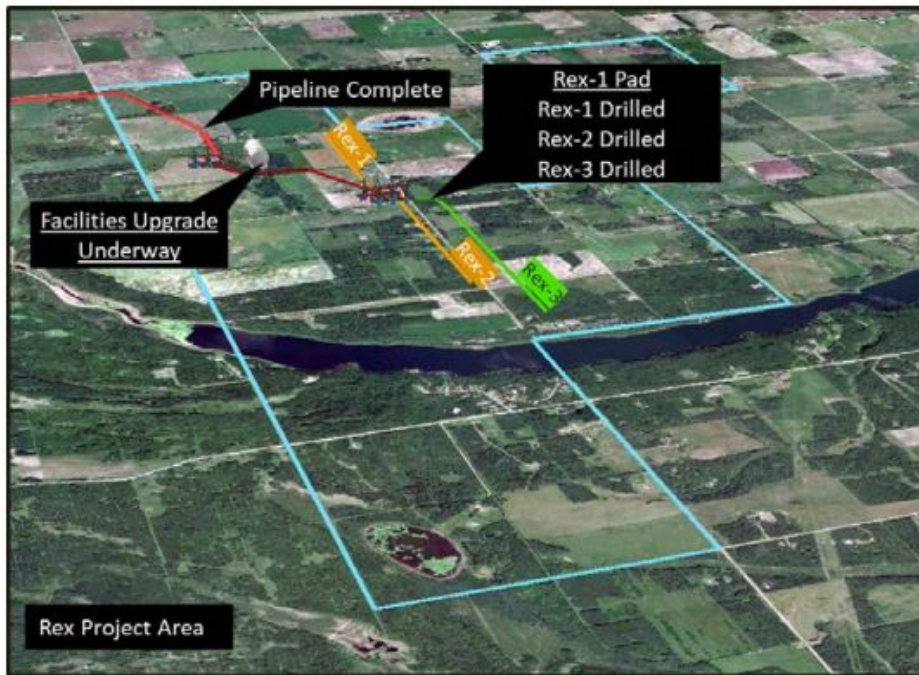 Pipeline Complete
Rex-1 Pad
Rex-1 Drilled
Rex-2 Drilled
Rex-3 Drilled
Rex-1
Facilities Upgrade
Underway
Rex-2
Rex-3
Rex Project Area